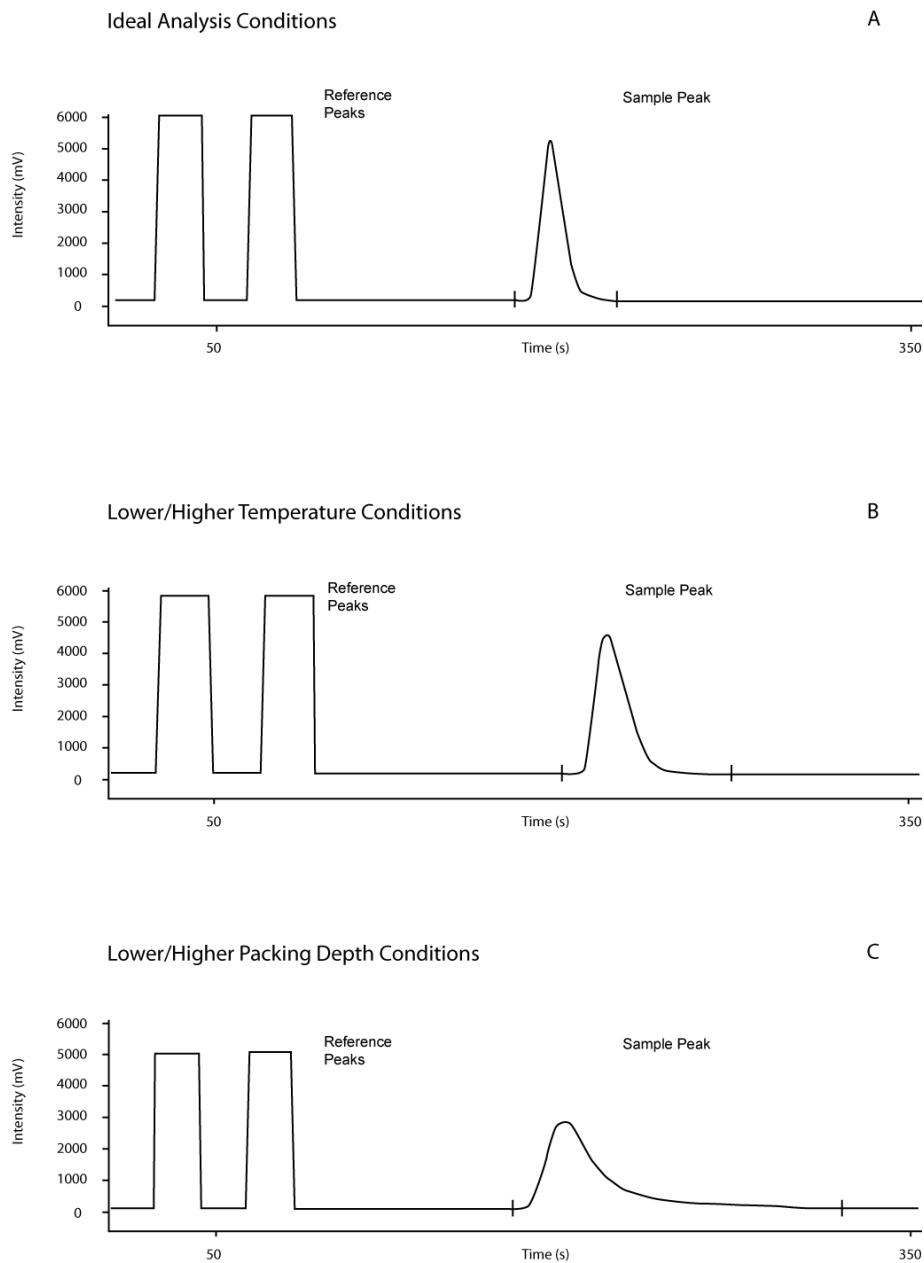 Ideal Analysis Conditions
A
Reference
Peaks
Sample Peak
Intensity (mV)
6000
5000
4000
3000
2000
1000
0
50
Time (s)
350
Lower/Higher Temperature Conditions
B
Reference
Peaks
Sample Peak
Intensity (mV)
6000
5000
4000
3000
2000
1000
0
50
Time (s)
350
Lower/Higher Packing Depth Conditions
C
Reference
Peaks
Sample Peak
Intensity (mV)
6000
5000
4000
3000
2000
1000
0
50
Time (s)
350